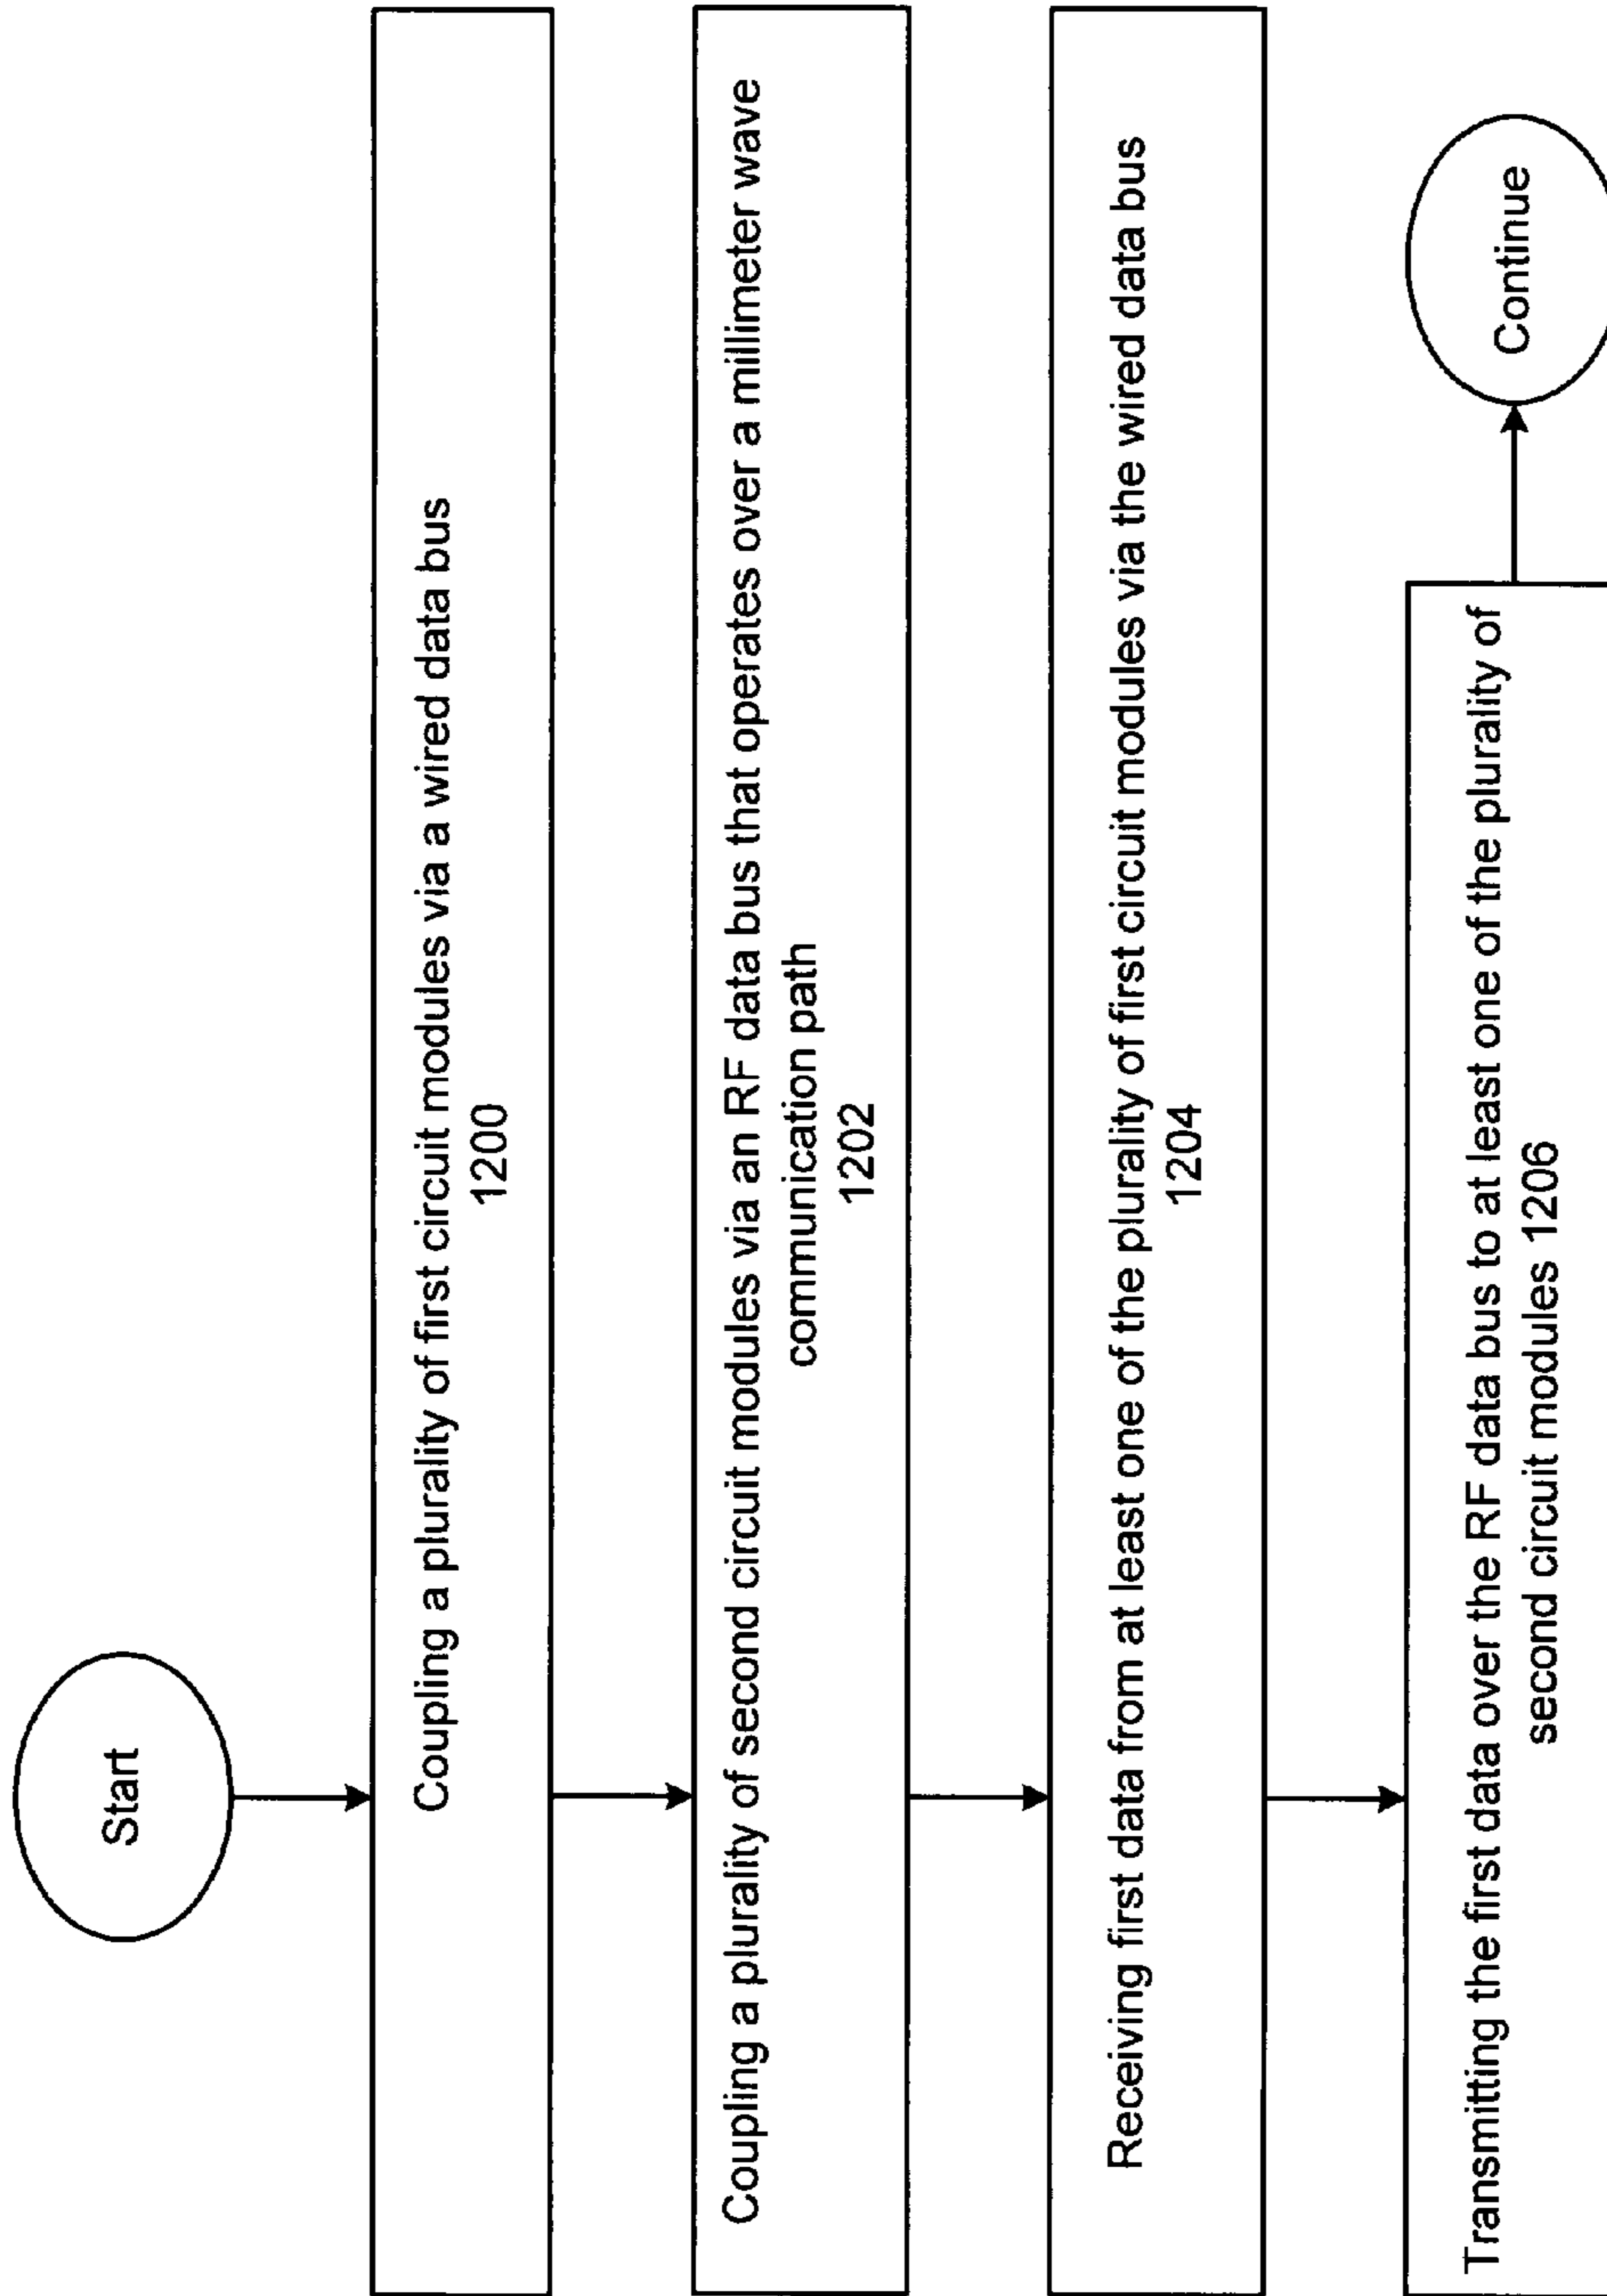 Start
Coupling a plurality of first circuit modules via a wired data bus
1200
Coupling a plurality of second circuit modules via an RF data bus that operates over a millimeter wave
communication path
1202
Receiving first data from at least one of the plurality of first circuit modules via the wired data bus
1204
Transmitting the first data over the RF data bus to at least one of the plurality of
second circuit modules 1206
Continue